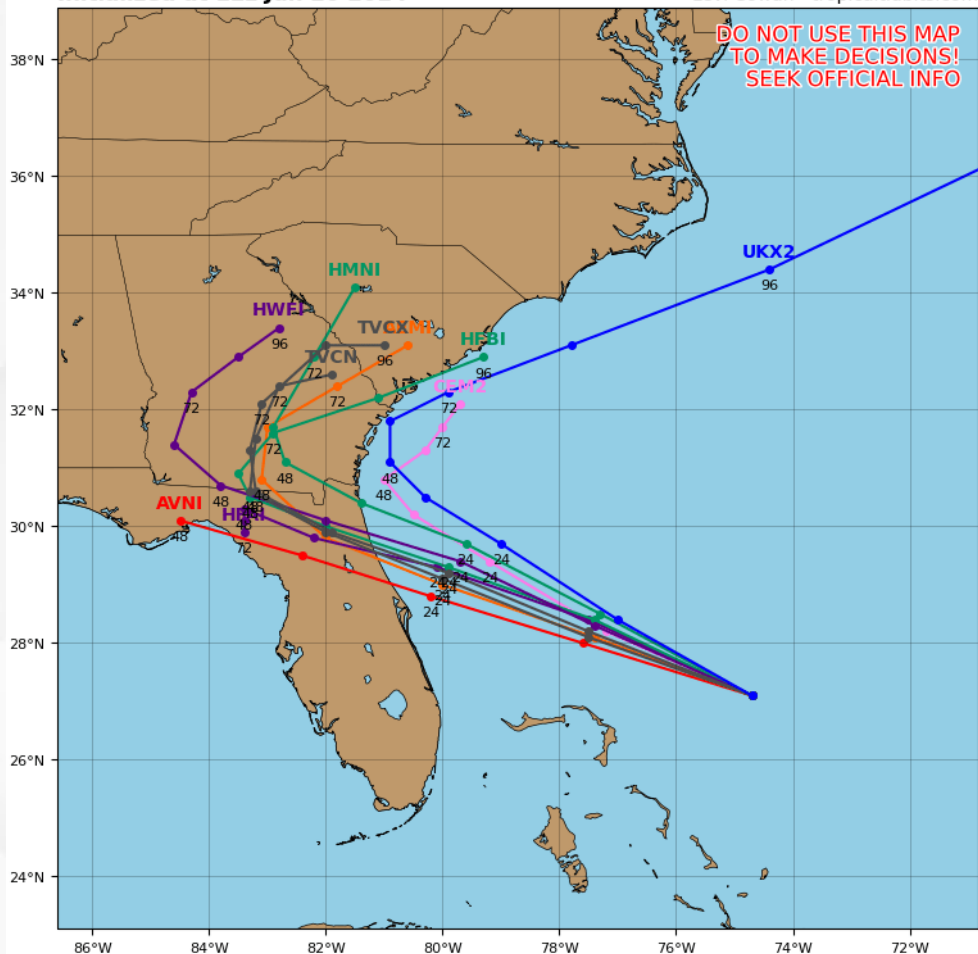 DO NOT USE THIS MAP
TO MAKE DECISIONS!
SEEK OFFICIAL INFO
38°N
36°N
34°N
32°N
30°N
28°N
26°N
24°N
86°W
84°W
82°W
80°W
78°W
76°W
74°W
72°W
UKX2
96
HMNI
HWFI
96
TVCX
96
TVCN
72
72
72
HFBI
96
CEM2
72
72
72
72
72
48
48
48
48
48
AVNI
48
72
24
24
24
24
24
24
24
24